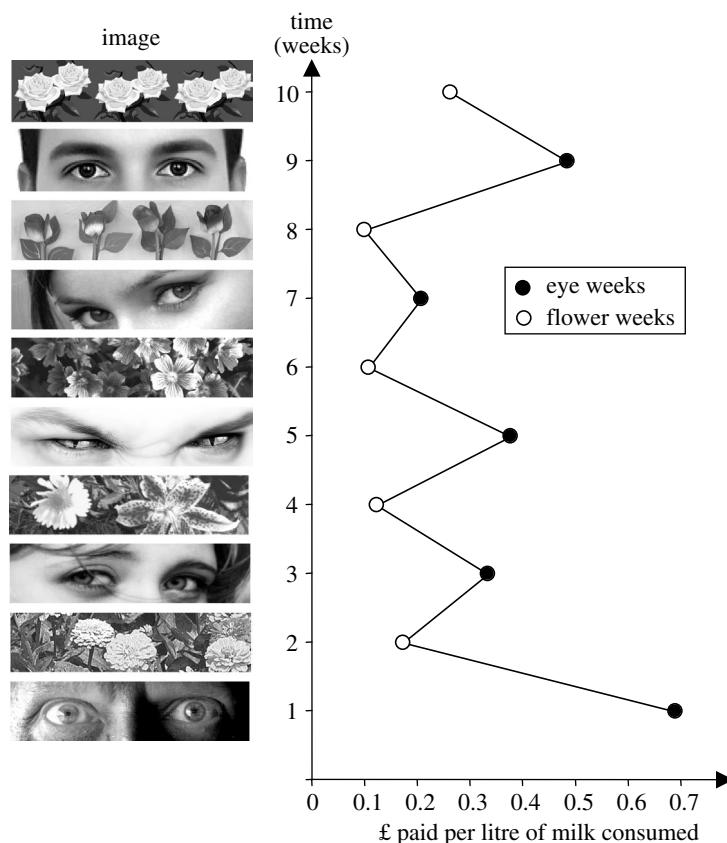 image
time
(weeks)
10
9
8
7
6
5
4
3
2
1
eye weeks
flower weeks
0 0.1 0.2 0.3 0.4 0.5 0.6 0.7
£ paid per litre of milk consumed